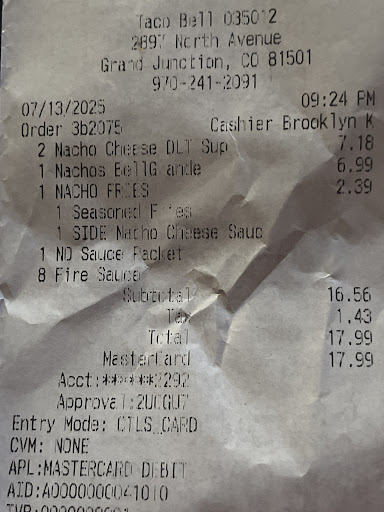 Taco Bell 035012
2897 North Avenue
Grand Junction, CO 81501
970-241-2091
07/13/2025 09:24 PM
Order 3b2075 Cashier Brooklyn K
2 Nacho Cheese DLT Sup 7.18
1 Nachos BellGrande 6.99
1 NACHO FRIES 2.39
1 Seasoned Fries
1 SIDE Nacho Cheese Sauc
1 NO Sauce Packet
8 Fire Sauce
Subtotal 16.56
Tax 1.43
Total 17.99
MasterCard 17.99
Acct:******3292
Approval:
Entry Mode: CTLS_CARD
CVM: NONE
APL:MASTERCARD DEBIT
AID:A0000000041010